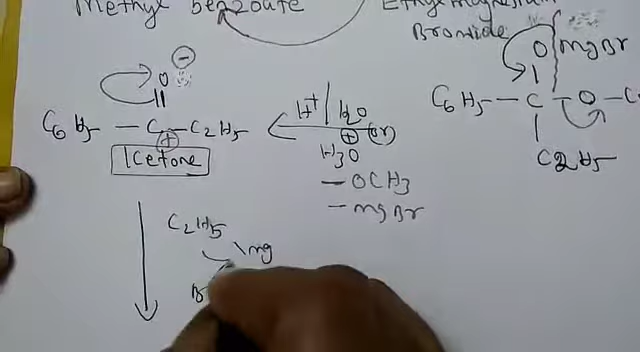 Methyl benzoate
Ethyl magnesium
Bromide
O mgBr
C6H5 — C — O — C
C2H5
O
C6H5 — C — C2H5
Ketone
H+ H2O
(or)
H3O
— OCH3
— mgBr
C2H5
mg
B